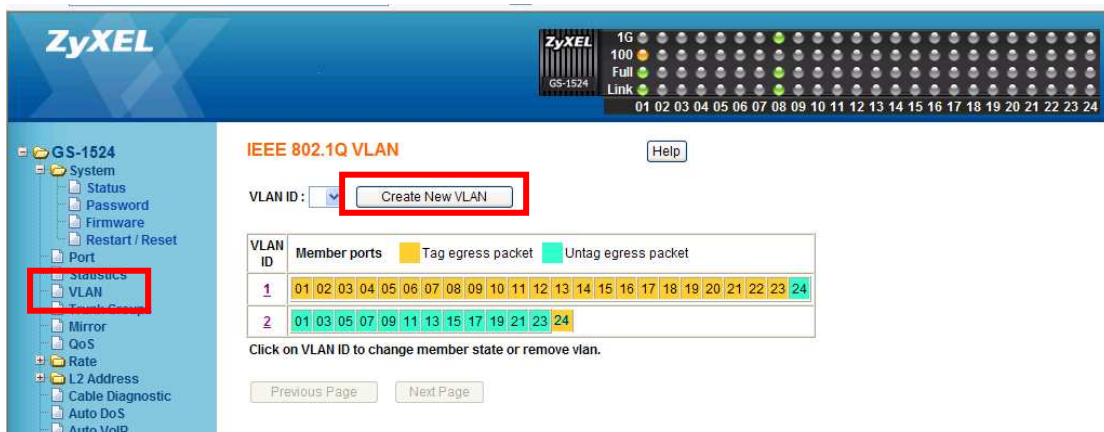 ZyXEL
ZyXEL
GS-1524
1G
100
Full
Link
01 02 03 04 05 06 07 08 09 10 11 12 13 14 15 16 17 18 19 20 21 22 23 24
GS-1524
System
Status
Password
Firmware
Restart / Reset
Port
Statistics
VLAN
Trunk Group
Mirror
QoS
Rate
L2 Address
Cable Diagnostic
Auto DoS
Auto VoIP
IEEE 802.1Q VLAN
Help
VLAN ID :
Create New VLAN
VLAN ID
Member ports
Tag egress packet
Untag egress packet
1
01 02 03 04 05 06 07 08 09 10 11 12 13 14 15 16 17 18 19 20 21 22 23 24
2
01 03 05 07 09 11 13 15 17 19 21 23 24
Click on VLAN ID to change member state or remove vlan.
Previous Page
Next Page